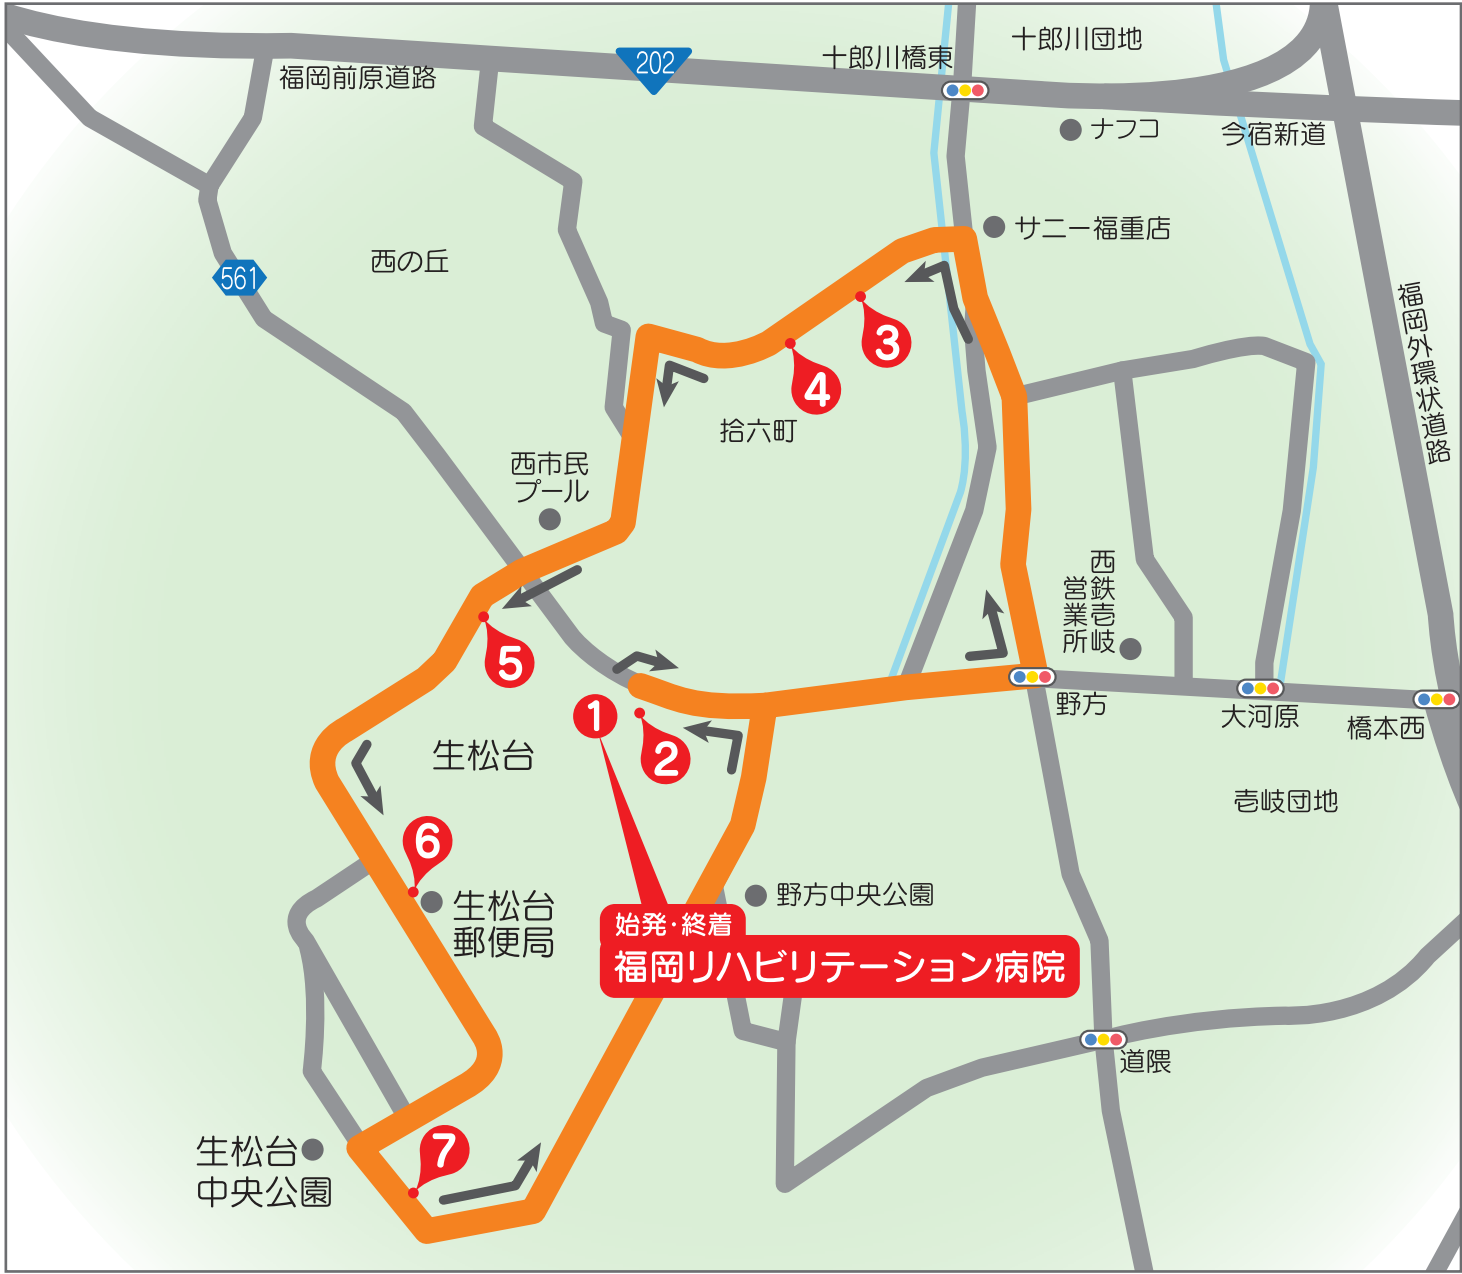 十郎川団地
十郎川橋東
202
福岡前原道路
ナフコ
今宿新道
サニー福重店
西の丘
561
福岡外環状道路
3
4
拾六町
西市民
プール
西鉄壱岐
営業所
5
野方
大河原
橋本西
1
2
生松台
壱岐団地
6
生松台
郵便局
野方中央公園
始発・終着
福岡リハビリテーション病院
道隈
7
生松台
中央公園